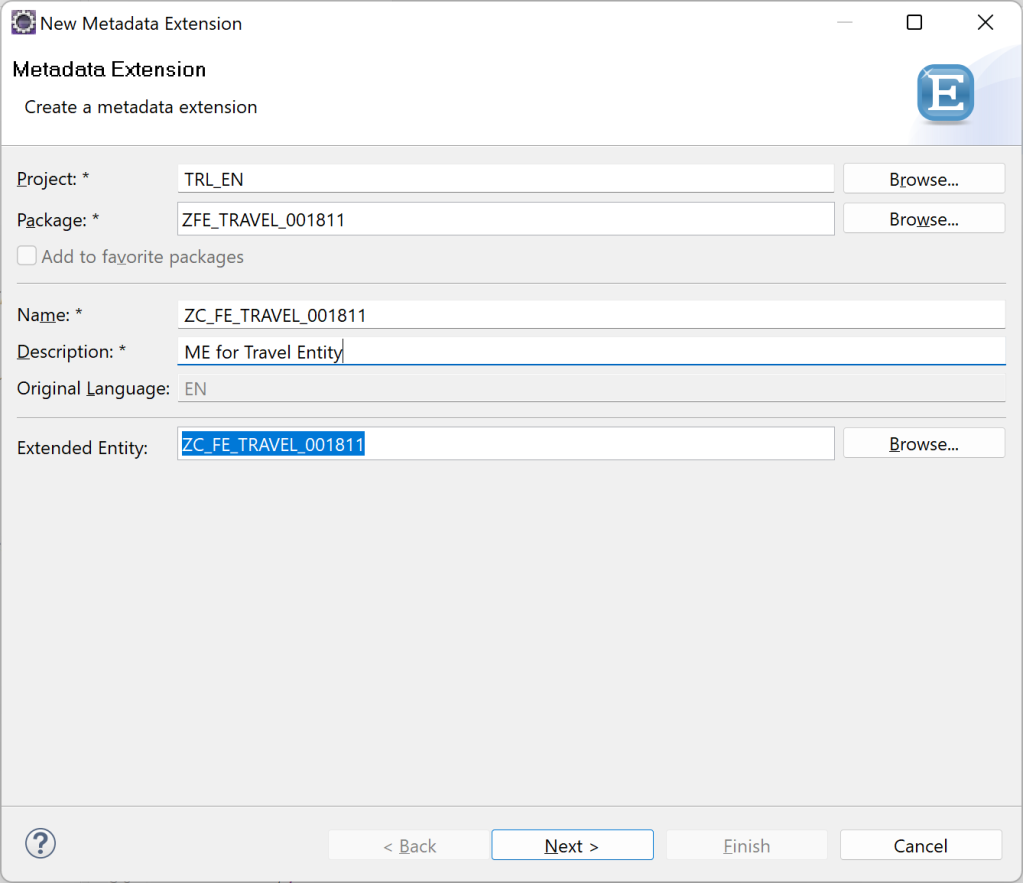 New Metadata Extension
Metadata Extension
Create a metadata extension
E
Project: * TRL_EN Browse...
Package: * ZFE_TRAVEL_001811 Browse...
Add to favorite packages
Name: * ZC_FE_TRAVEL_001811
Description: * ME for Travel Entity
Original Language: EN
Extended Entity: ZC_FE_TRAVEL_001811 Browse...
? < Back Next > Finish Cancel